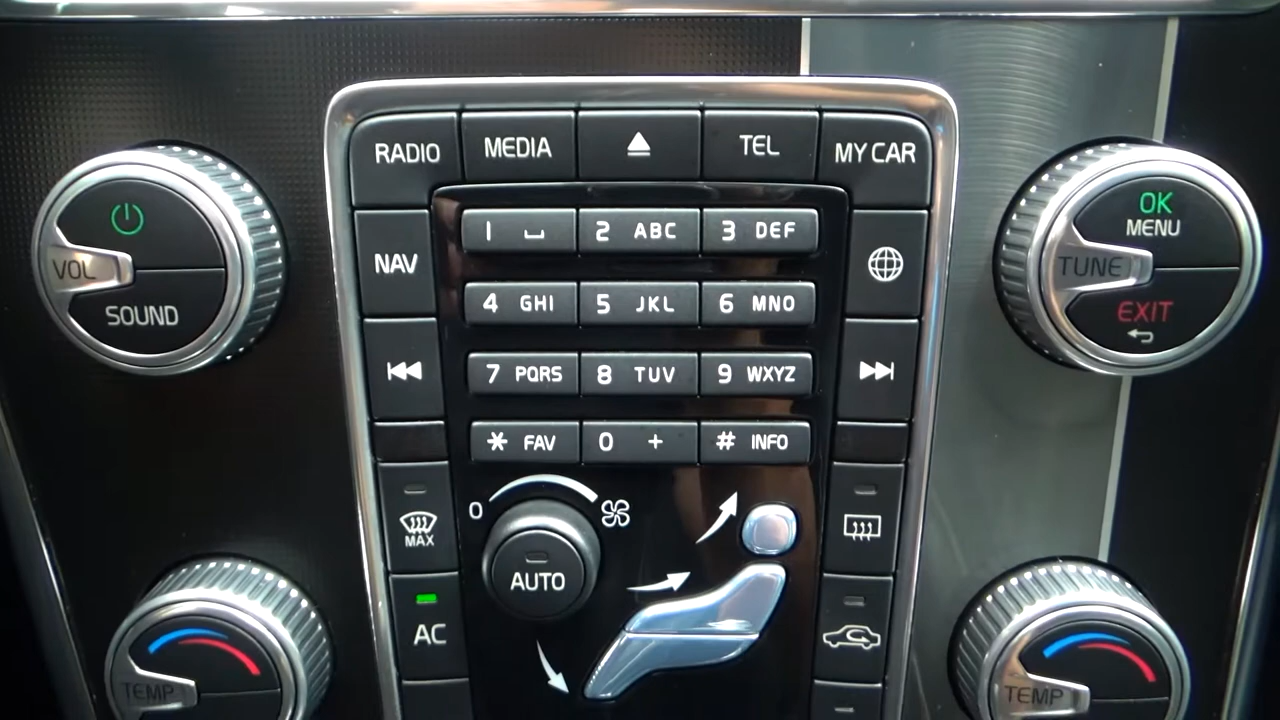 RADIO
MEDIA
TEL
MY CAR
VOL
SOUND
NAV
1
2 ABC
3 DEF
4 GHI
5 JKL
6 MNO
7 PQRS
8 TUV
9 WXYZ
* FAV
0 +
# INFO
OK
MENU
TUNE
EXIT
MAX
0
AUTO
AC
TEMP
TEMP